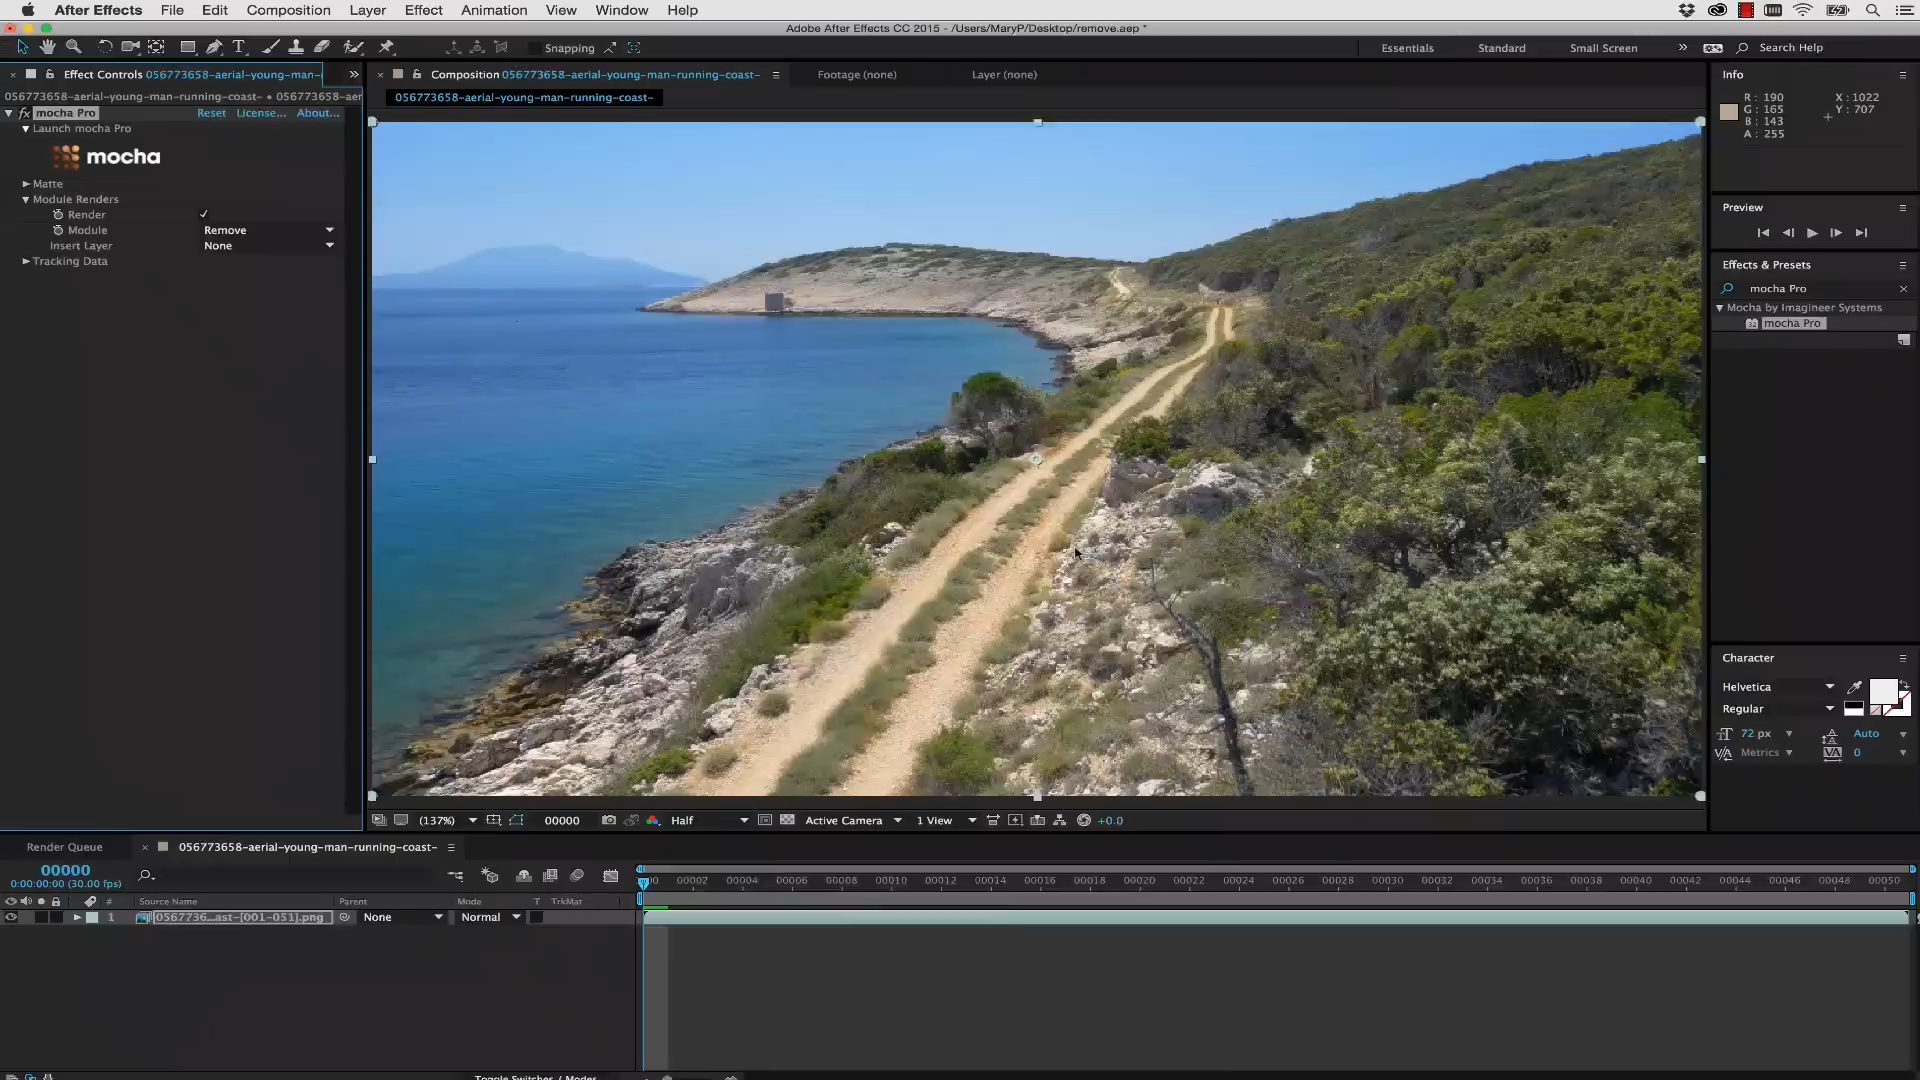 After Effects File Edit Composition Layer Effect Animation View Window Help
Adobe After Effects CC 2015 - /Users/MaryP/Desktop/remove.aep *
Snapping
Essentials Standard Small Screen Search Help
Effect Controls 056773658-aerial-young-man-
Composition 056773658-aerial-young-man-running-coast-
Footage (none) Layer (none)
056773658-aerial-young-man-running-coast- • 056773658-aer
056773658-aerial-young-man-running-coast-
fx mocha Pro Reset License... About...
Launch mocha Pro
mocha
Matte
Module Renders
Render
Module Remove
Insert Layer None
Tracking Data
Info
R : 190 X : 1022
G : 165 Y : 707
B : 143
A : 255
Preview
Effects & Presets
mocha Pro
Mocha by Imagineer Systems
32 mocha Pro
Character
Helvetica
Regular
72 px Auto
Metrics 0
(137%) 00000 Half Active Camera 1 View +0.0
Render Queue 056773658-aerial-young-man-running-coast-
00000
0:00:00:00 (30.00 fps)
00 00002 00004 00006 00008 00010 00012 00014 00016 00018 00020 00022 00024 00026 00028 00030 00032 00034 00036 00038 00040 00042 00044 00046 00048 00050
# Source Name Parent Mode T TrkMat
1 0567736...ast-[001-051].png None Normal
Toggle Switches / Modes